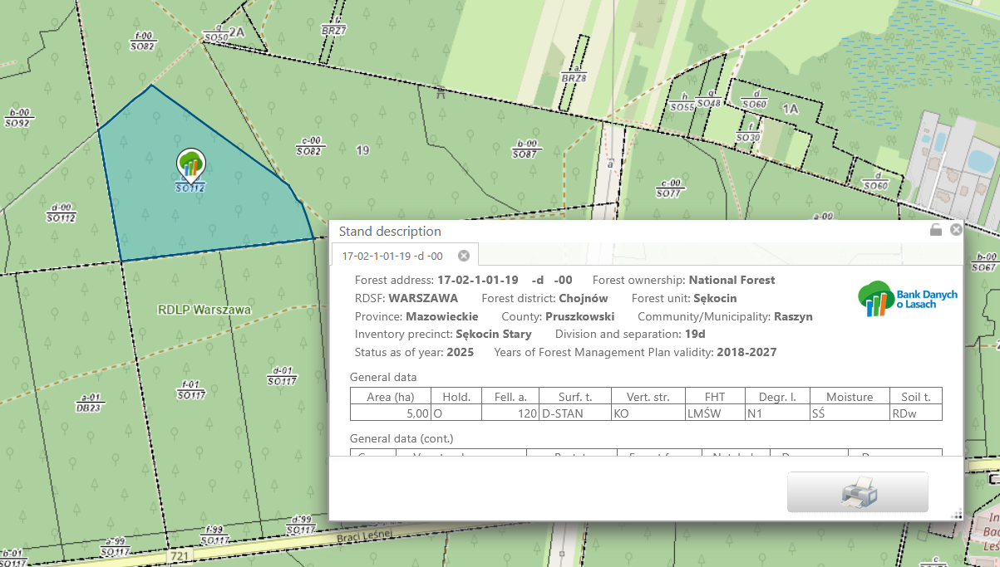 f-00
SO82
g
SO50
2A
BRZ7
a
BRZ8
h
SO55
g
SO48
d
SO60
1A
f
SO30
b-00
SO92
c-00
SO82
19
b-00
SO87
SO112
c-00
SO77
d
SO60
d-00
SO112
a-00
b-00
SO67
Stand description
17-02-1-01-19 -d -00
Forest address: 17-02-1-01-19 -d -00 Forest ownership: National Forest
RDSF: WARSZAWA Forest district: Chojnów Forest unit: Sękocin
Province: Mazowieckie County: Pruszkowski Community/Municipality: Raszyn
Inventory precinct: Sękocin Stary Division and separation: 19d
Status as of year: 2025 Years of Forest Management Plan validity: 2018-2027
Bank Danych
o Lasach
General data
Area (ha) Hold. Fell. a. Surf. t. Vert. str. FHT Degr. l. Moisture Soil t.
5,00 O 120 D-STAN KO LMŚW N1 SŚ RDw
General data (cont.)
RDLP Warszawa
a-01
DB23
f-01
SO117
d-01
SO117
d-99
SO117
f-99
SO117
a-99
SO117
b-01
SO117
721
Braci Leśnej
c